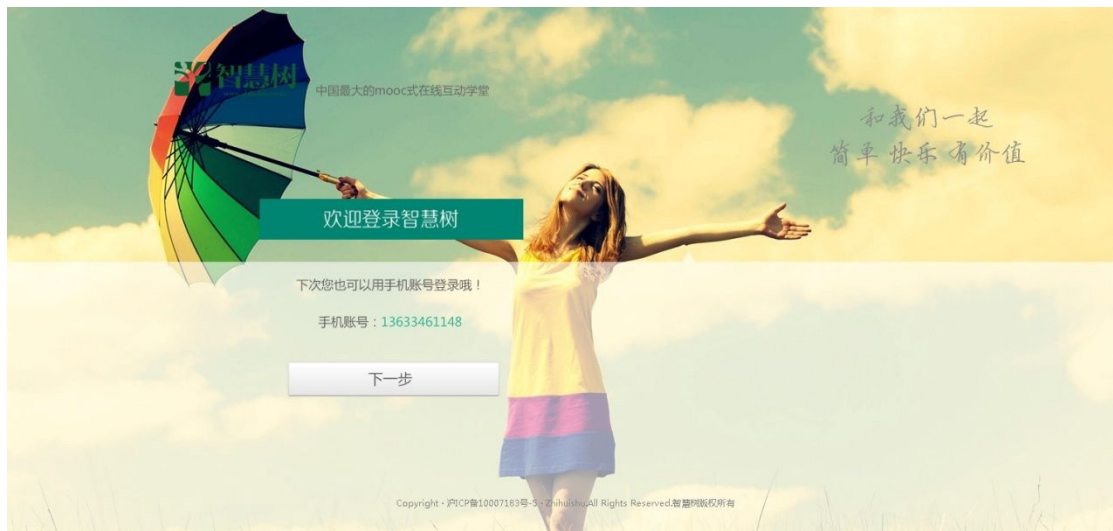 智慧树
中国最大的mooc式在线互动学堂
和我们一起
简单 快乐 有价值
欢迎登录智慧树
下次您也可以用手机账号登录哦！
手机账号：13633461148
下一步
Copyright · 沪ICP备10007183号-5 · Zhihuishu.All Rights Reserved.智慧树版权所有